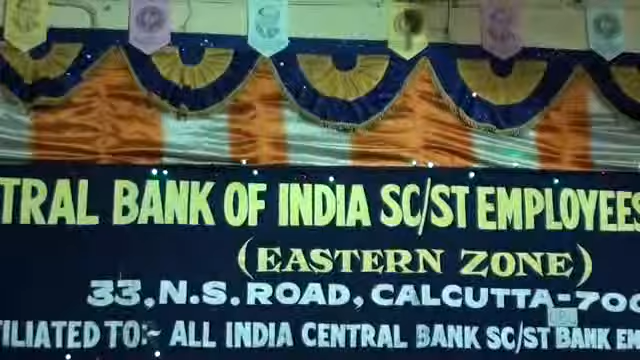 TRAL BANK OF INDIA SC/ST EMPLOYEES
(EASTERN ZONE)
33, N.S. ROAD, CALCUTTA-700
TILIATED TO:- ALL INDIA CENTRAL BANK SC/ST BANK EM